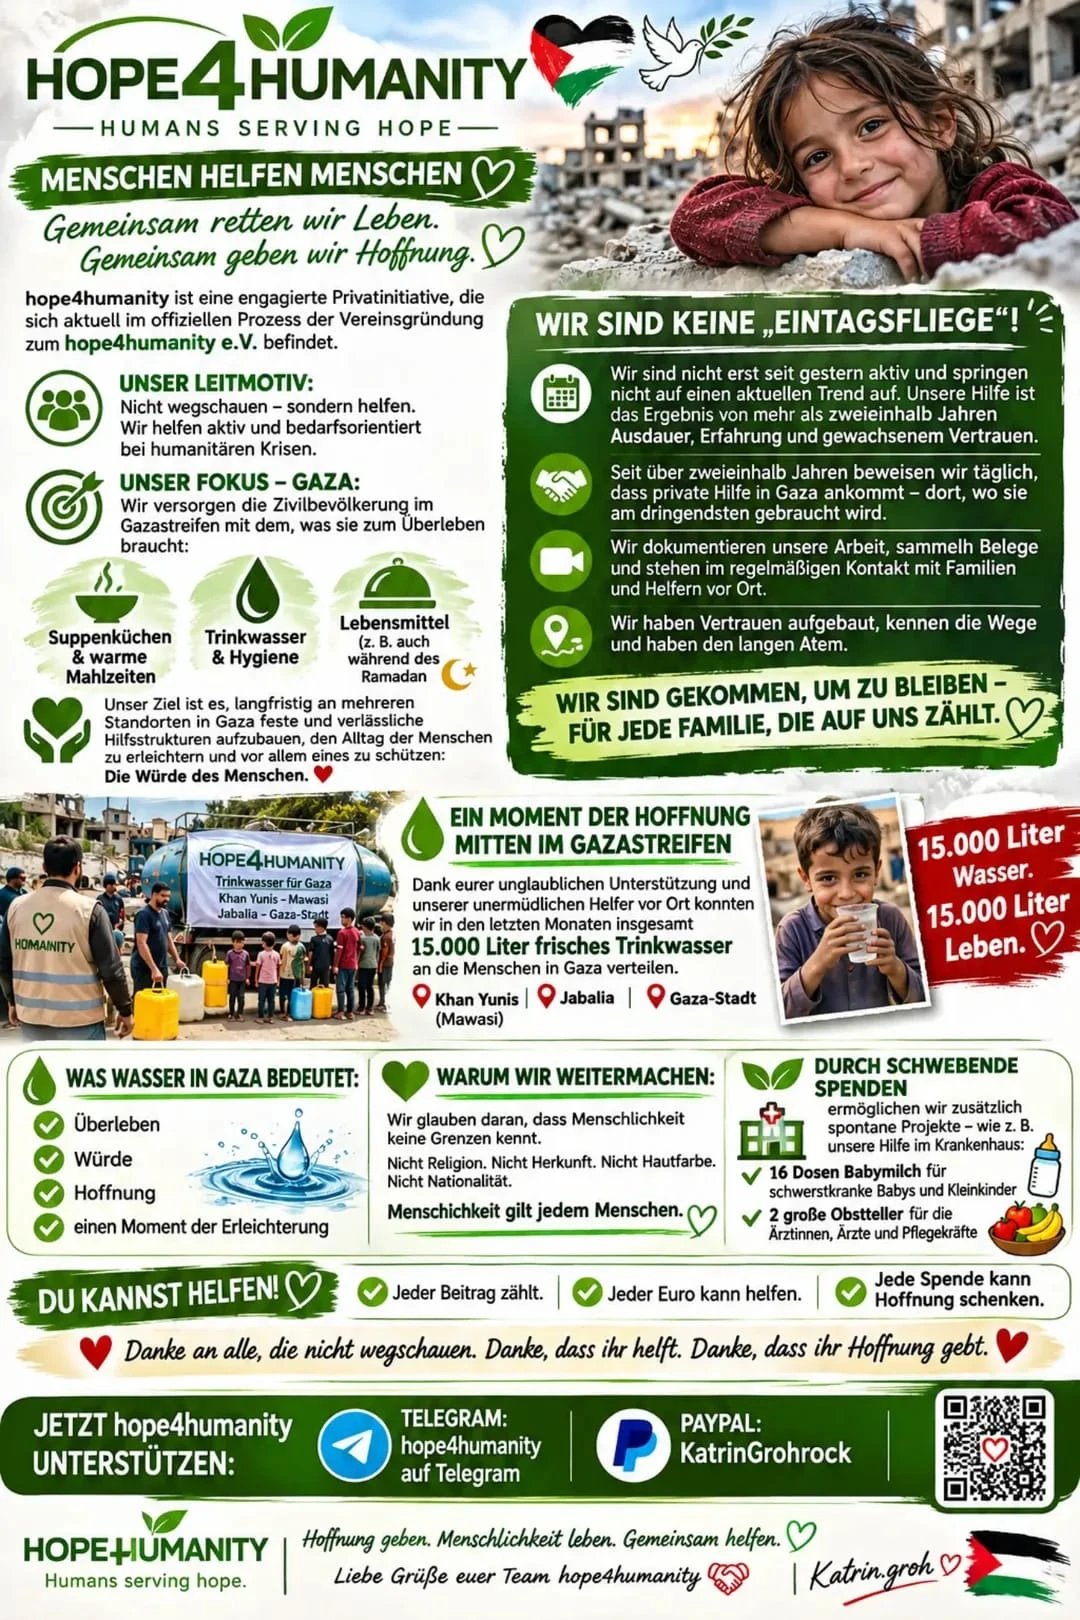 HOPE4HUMANITY
HUMANS SERVING HOPE
MENSCHEN HELFEN MENSCHEN
Gemeinsam retten wir Leben.
Gemeinsam geben wir Hoffnung.
hope4humanity ist eine engagierte Privatinitiative, die
sich aktuell im offiziellen Prozess der Vereinsgründung
zum hope4humanity e.V. befindet.
UNSER LEITMOTIV:
Nicht wegschauen – sondern helfen.
Wir helfen aktiv und bedarfsorientiert
bei humanitären Krisen.
UNSER FOKUS – GAZA:
Wir versorgen die Zivilbevölkerung im
Gazastreifen mit dem, was sie zum Überleben
braucht:
Suppenküchen
& warme
Mahlzeiten
Trinkwasser
& Hygiene
Lebensmittel
(z. B. auch
während des
Ramadan
Unser Ziel ist es, langfristig an mehreren
Standorten in Gaza feste und verlässliche
Hilfsstrukturen aufzubauen, den Alltag der Menschen
zu erleichtern und vor allem eines zu schützen:
Die Würde des Menschen.
WIR SIND KEINE „EINTAGSFLIEGE“!
Wir sind nicht erst seit gestern aktiv und springen
nicht auf einen aktuellen Trend auf. Unsere Hilfe ist
das Ergebnis von mehr als zweieinhalb Jahren
Ausdauer, Erfahrung und gewachsenem Vertrauen.
Seit über zweieinhalb Jahren beweisen wir täglich,
dass private Hilfe in Gaza ankommt – dort, wo sie
am dringendsten gebraucht wird.
Wir dokumentieren unsere Arbeit, sammelh Belege
und stehen im regelmäßigen Kontakt mit Familien
und Helfern vor Ort.
Wir haben Vertrauen aufgebaut, kennen die Wege
und haben den langen Atem.
WIR SIND GEKOMMEN, UM ZU BLEIBEN –
FÜR JEDE FAMILIE, DIE AUF UNS ZÄHLT.
HOPE4HUMANITY
Trinkwasser für Gaza
Khan Yunis – Mawasi
Jabalia – Gaza-Stadt
HOMAINITY
EIN MOMENT DER HOFFNUNG
MITTEN IM GAZASTREIFEN
Dank eurer unglaublichen Unterstützung und
unserer unermüdlichen Helfer vor Ort konnten
wir in den letzten Monaten insgesamt
15.000 Liter frisches Trinkwasser
an die Menschen in Gaza verteilen.
Khan Yunis | Jabalia | Gaza-Stadt
(Mawasi)
15.000 Liter
Wasser.
15.000 Liter
Leben.
WAS WASSER IN GAZA BEDEUTET:
Überleben
Würde
Hoffnung
einen Moment der Erleichterung
WARUM WIR WEITERMACHEN:
Wir glauben daran, dass Menschlichkeit
keine Grenzen kennt.
Nicht Religion. Nicht Herkunft. Nicht Hautfarbe.
Nicht Nationalität.
Menschichkeit gilt jedem Menschen.
DURCH SCHWEBENDE
SPENDEN
ermöglichen wir zusätzlich
spontane Projekte – wie z. B.
unsere Hilfe im Krankenhaus:
16 Dosen Babymilch für
schwerstkranke Babys und Kleinkinder
2 große Obstteller für die
Ärztinnen, Ärzte und Pflegekräfte
DU KANNST HELFEN!
Jeder Beitrag zählt.
Jeder Euro kann helfen.
Jede Spende kann
Hoffnung schenken.
Danke an alle, die nicht wegschauen. Danke, dass ihr helft. Danke, dass ihr Hoffnung gebt.
JETZT hope4humanity
UNTERSTÜTZEN:
TELEGRAM:
hope4humanity
auf Telegram
PAYPAL:
KatrinGrohrock
HOPE4HUMANITY
Humans serving hope.
Hoffnung geben. Menschlichkeit leben. Gemeinsam helfen.
Liebe Grüße euer Team hope4humanity
Katrin.groh